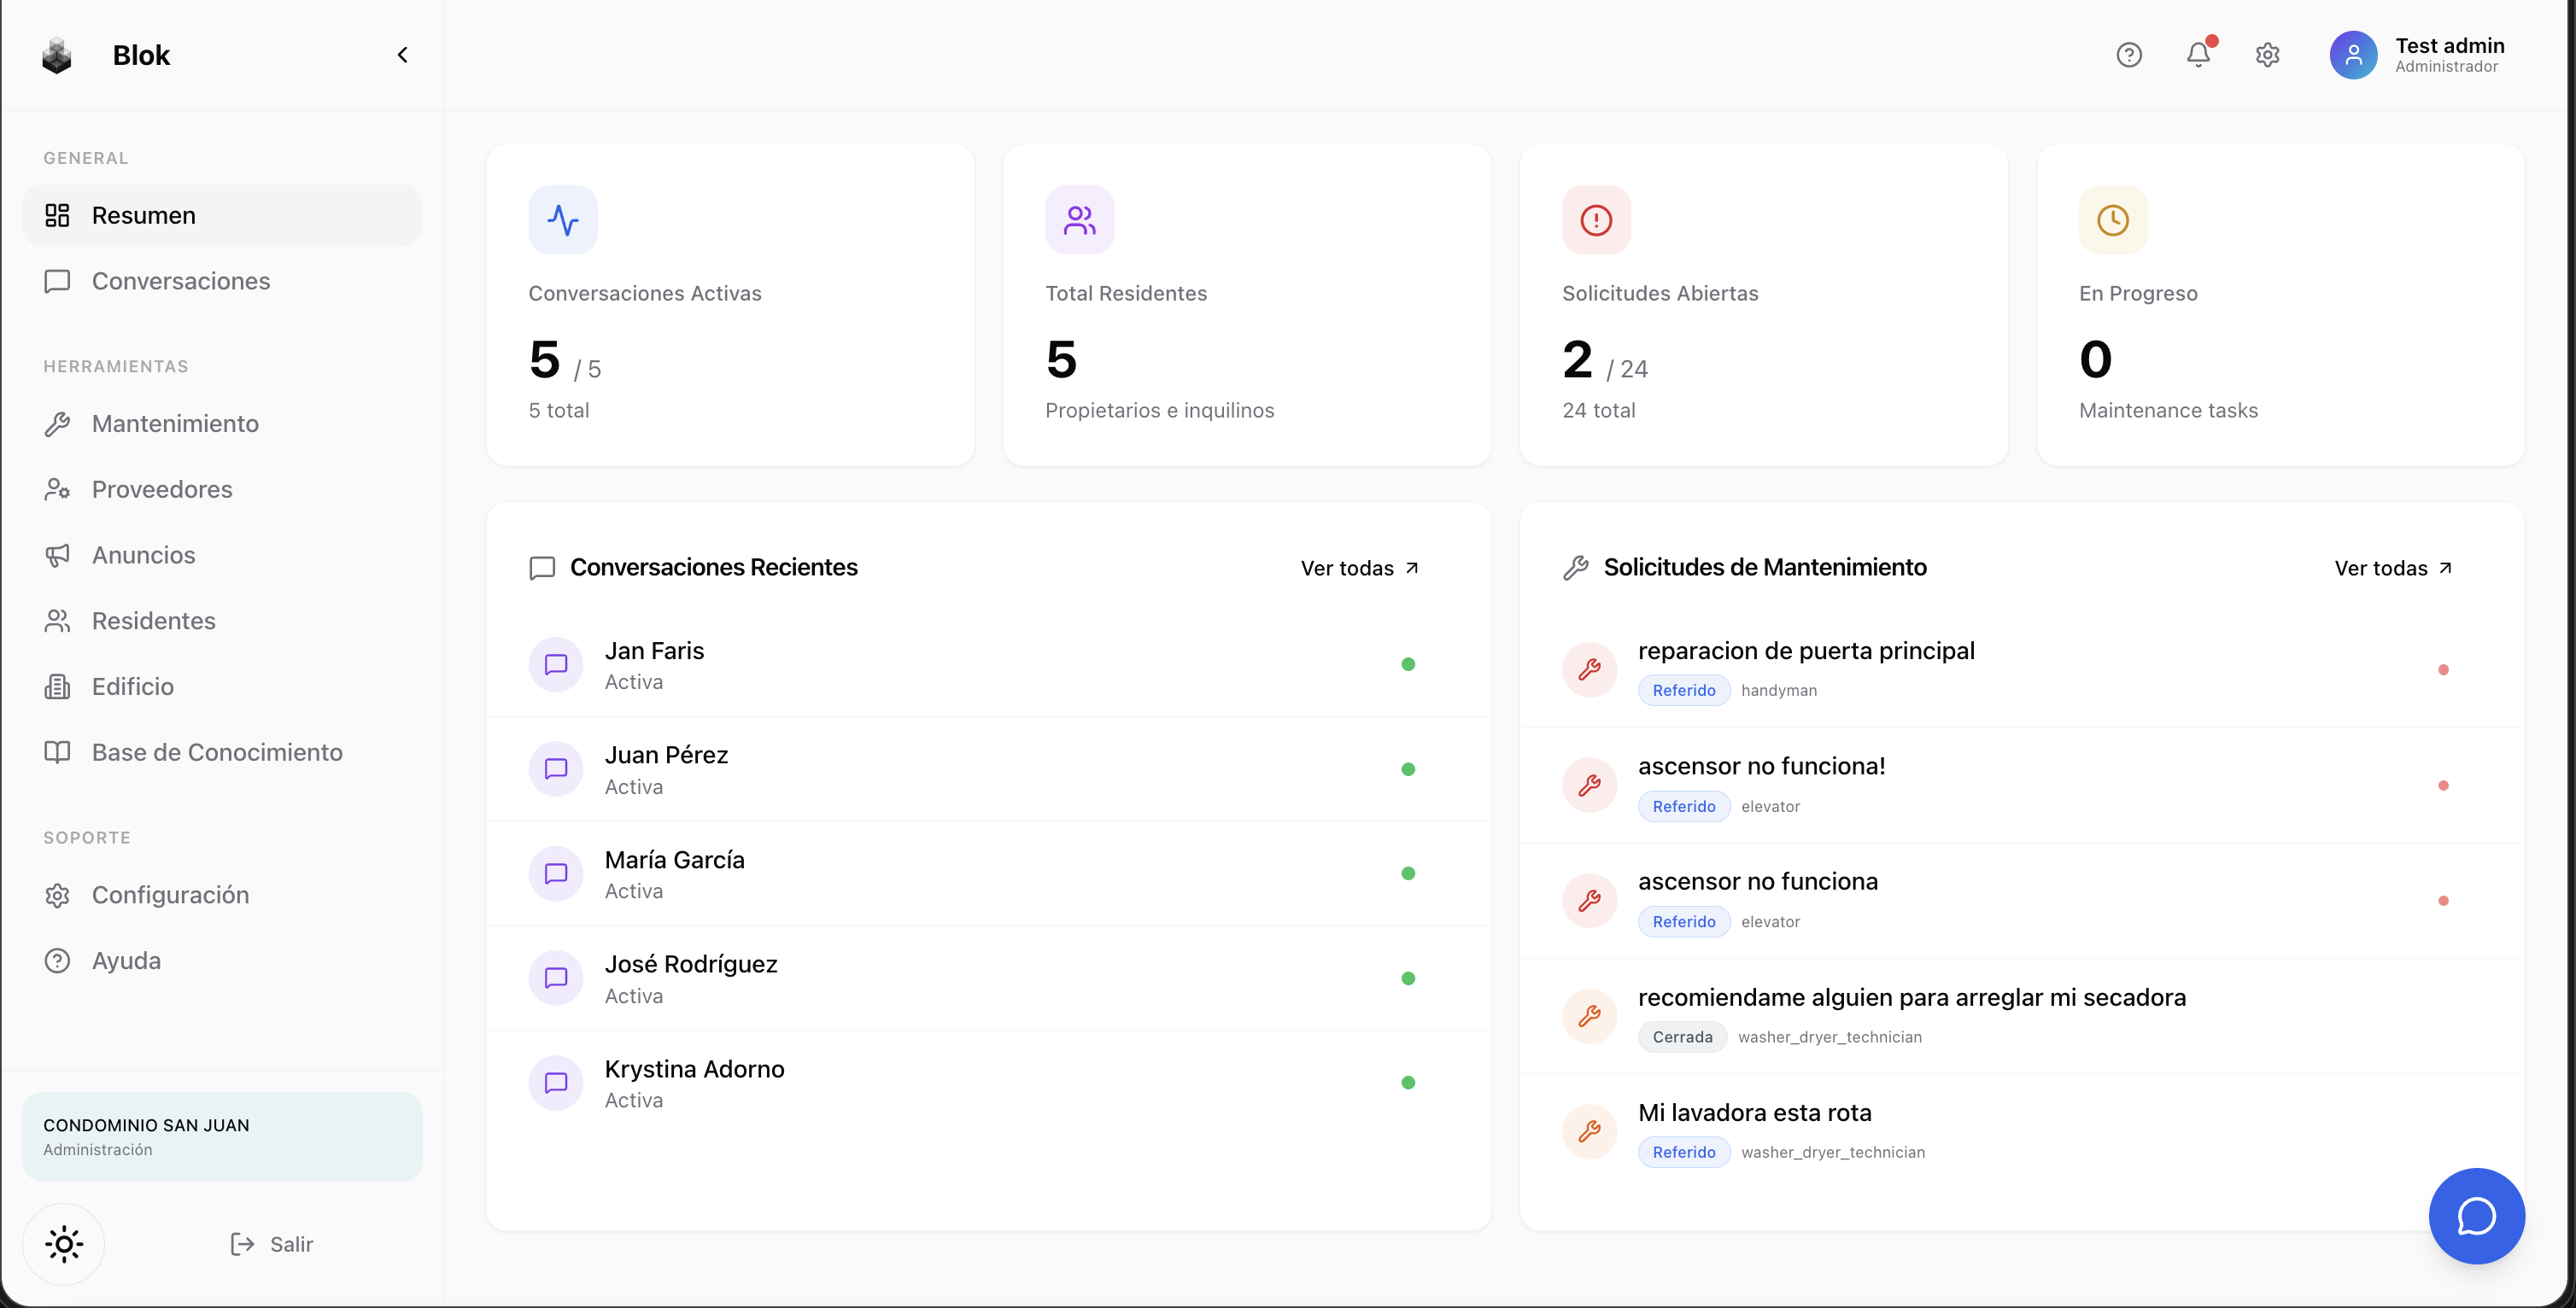 Blok
Test admin
Administrador
GENERAL
Resumen
Conversaciones
HERRAMIENTAS
Mantenimiento
Proveedores
Anuncios
Residentes
Edificio
Base de Conocimiento
SOPORTE
Configuración
Ayuda
CONDOMINIO SAN JUAN
Administración
Salir
Conversaciones Activas
5 / 5
5 total
Total Residentes
5
Propietarios e inquilinos
Solicitudes Abiertas
2 / 24
24 total
En Progreso
0
Maintenance tasks
Conversaciones Recientes
Ver todas
Jan Faris
Activa
Juan Pérez
Activa
María García
Activa
José Rodríguez
Activa
Krystina Adorno
Activa
Solicitudes de Mantenimiento
Ver todas
reparacion de puerta principal
Referido handyman
ascensor no funciona!
Referido elevator
ascensor no funciona
Referido elevator
recomiendame alguien para arreglar mi secadora
Cerrada washer_dryer_technician
Mi lavadora esta rota
Referido washer_dryer_technician